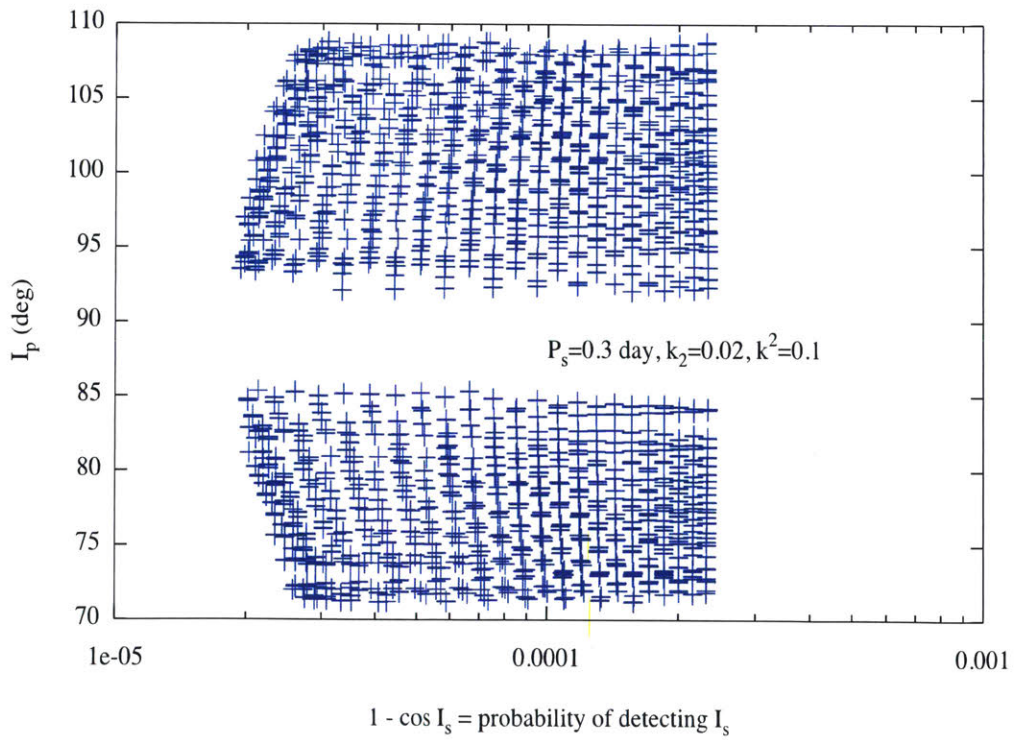 110
105
100
95
90
85
80
75
70
I_p (deg)
P_s=0.3 day, k_2=0.02, k^2=0.1
1e-05 0.0001 0.001
1 - cos I_s = probability of detecting I_s